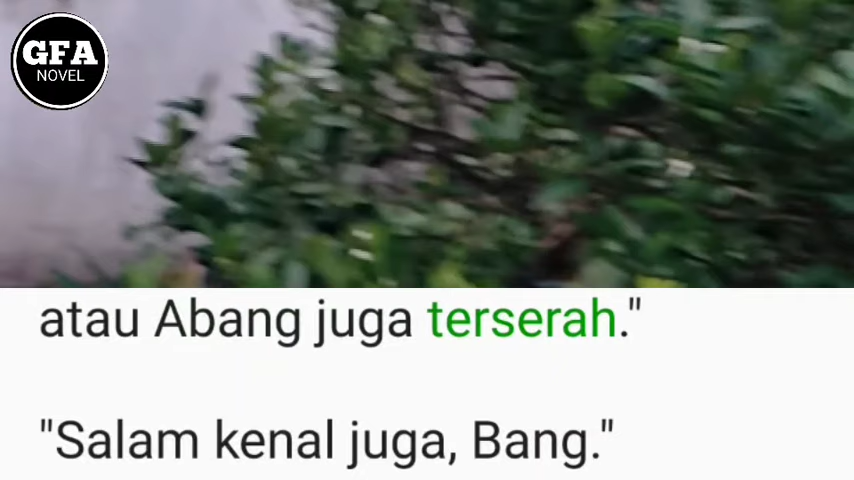 GFA
NOVEL
atau Abang juga terserah."
"Salam kenal juga, Bang."